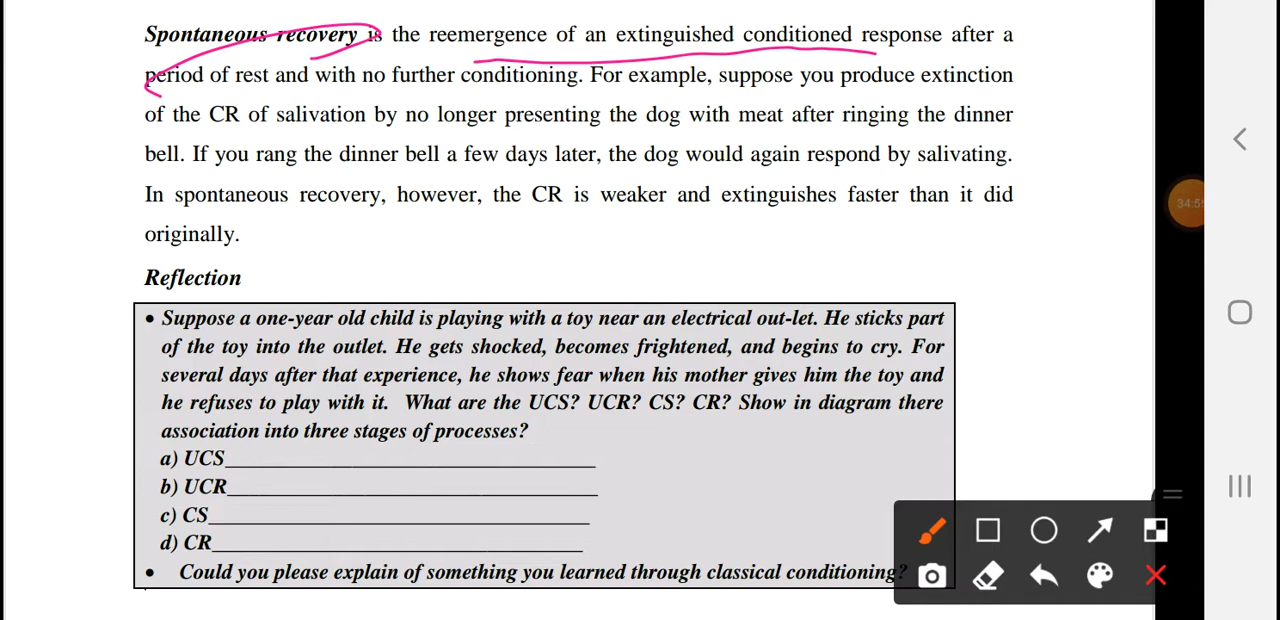 Spontaneous recovery is the reemergence of an extinguished conditioned response after a
period of rest and with no further conditioning. For example, suppose you produce extinction
of the CR of salivation by no longer presenting the dog with meat after ringing the dinner
bell. If you rang the dinner bell a few days later, the dog would again respond by salivating.
In spontaneous recovery, however, the CR is weaker and extinguishes faster than it did
originally.
Reflection
• Suppose a one-year old child is playing with a toy near an electrical out-let. He sticks part
of the toy into the outlet. He gets shocked, becomes frightened, and begins to cry. For
several days after that experience, he shows fear when his mother gives him the toy and
he refuses to play with it. What are the UCS? UCR? CS? CR? Show in diagram there
association into three stages of processes?
a) UCS
b) UCR
c) CS
d) CR
• Could you please explain of something you learned through classical conditioning?